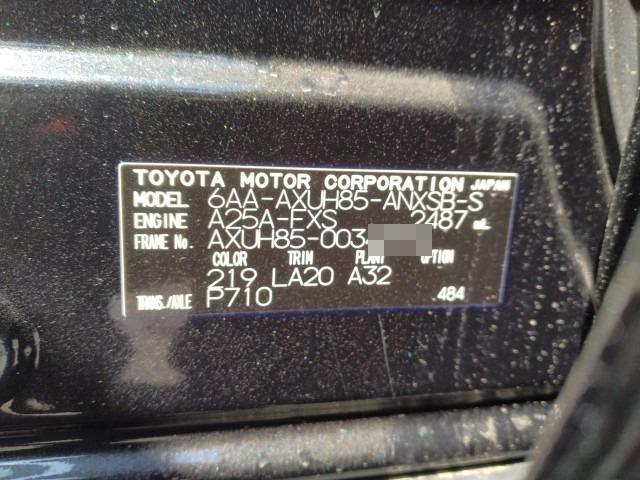 TOYOTA MOTOR CORPORATION JAPAN
MODEL 6AA-AXUH85-ANXSB-S
ENGINE A25A-FXS 2487 mL
FRAME No. AXUH85-003
COLOR TRIM PLANT OPTION
219 LA20 A32
TRANS./AXLE P710 484